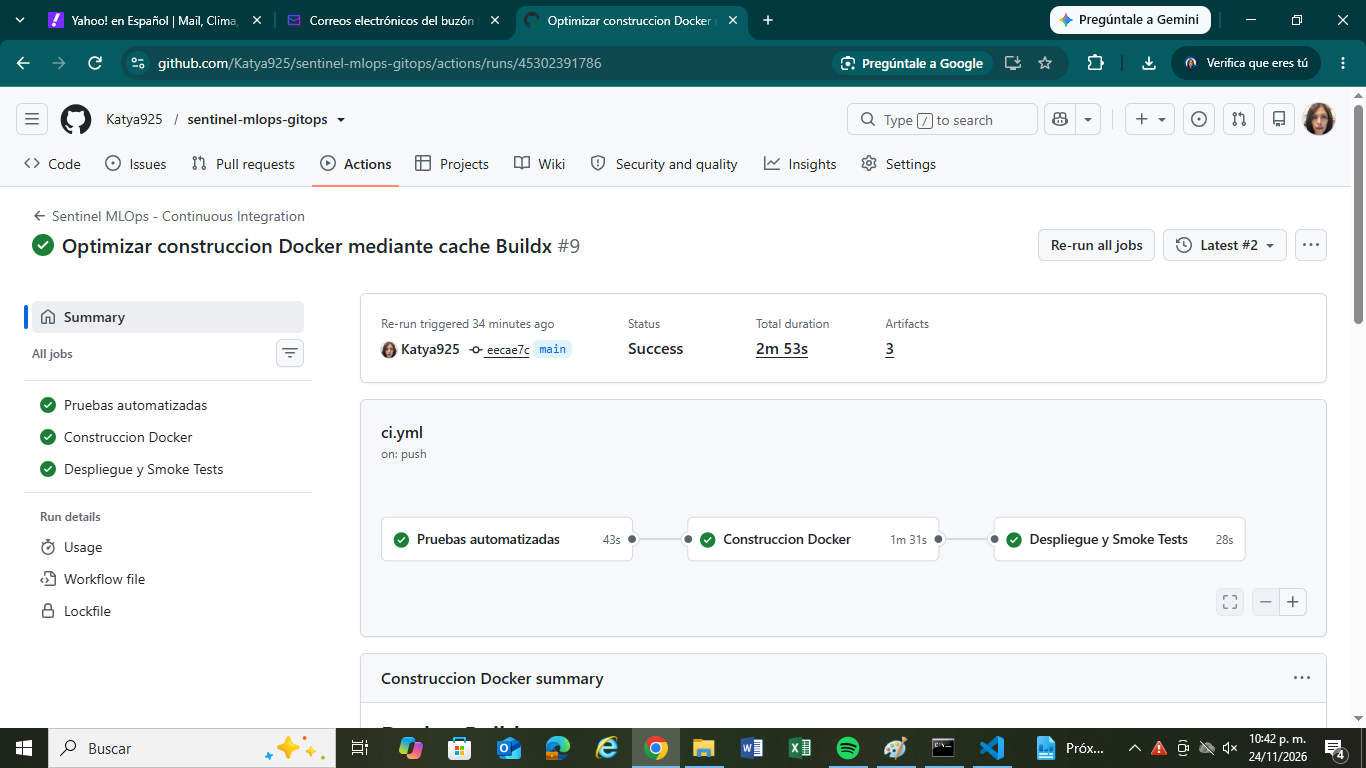 Yahoo! en Español | Mail, Clima,
Correos electrónicos del buzón
Optimizar construccion Docker
Pregúntale a Gemini
github.com/Katya925/sentinel-mlops-gitops/actions/runs/45302391786
Pregúntale a Google
Verifica que eres tú
Katya925 / sentinel-mlops-gitops
Type / to search
Code
Issues
Pull requests
Actions
Projects
Wiki
Security and quality
Insights
Settings
Sentinel MLOps - Continuous Integration
Optimizar construccion Docker mediante cache Buildx #9
Re-run all jobs
Latest #2
Summary
All jobs
Pruebas automatizadas
Construccion Docker
Despliegue y Smoke Tests
Run details
Usage
Workflow file
Lockfile
Re-run triggered 34 minutes ago
Katya925 eecae7c main
Status
Success
Total duration
2m 53s
Artifacts
3
ci.yml
on: push
Pruebas automatizadas 43s
Construccion Docker 1m 31s
Despliegue y Smoke Tests 28s
Construccion Docker summary
Buscar
Próx...
10:42 p. m.
24/11/2026
4